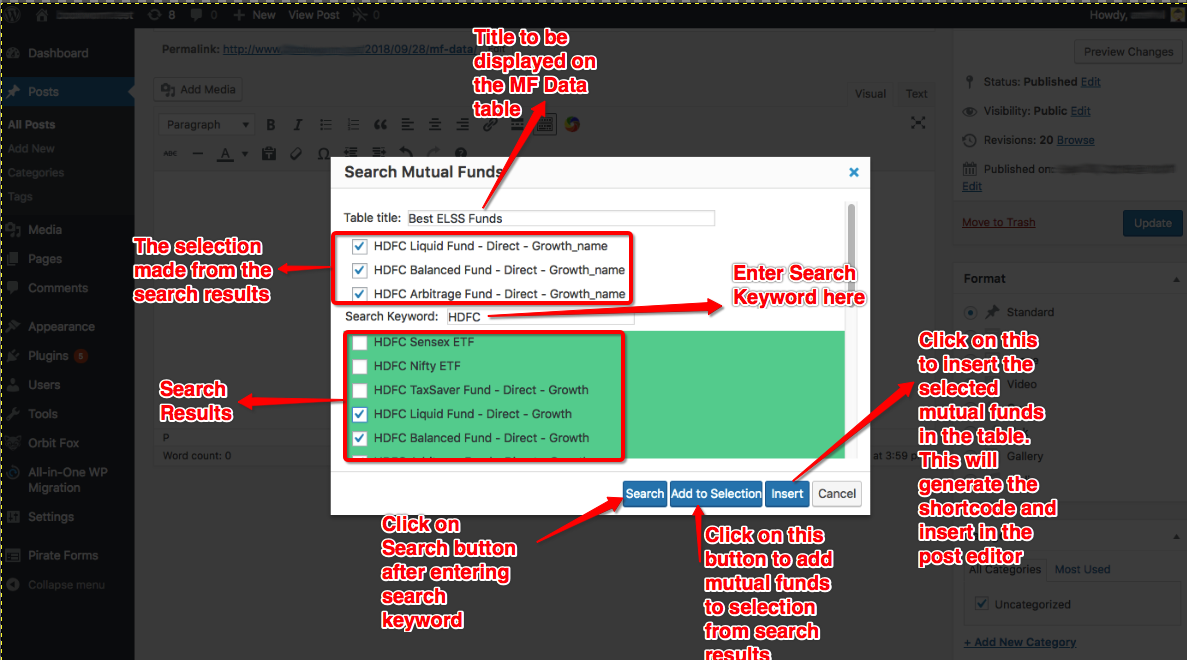 8 0 New View Post 0 Howdy,
Dashboard
Posts
All Posts
Add New
Categories
Tags
Media
Pages
Comments
Appearance
Plugins 5
Users
Tools
Orbit Fox
All-in-One WP
Migration
Settings
Pirate Forms
Collapse menu
Permalink: http://www. 2018/09/28/mf-data/
Add Media
Visual Text
Paragraph
ABC
P
Word count: 0
at 3:59
Title to be
displayed on
the MF Data
table
Search Mutual Funds
Table title: Best ELSS Funds
HDFC Liquid Fund - Direct - Growth_name
HDFC Balanced Fund - Direct - Growth_name
HDFC Arbitrage Fund - Direct - Growth_name
Search Keyword: HDFC
HDFC Sensex ETF
HDFC Nifty ETF
HDFC TaxSaver Fund - Direct - Growth
HDFC Liquid Fund - Direct - Growth
HDFC Balanced Fund - Direct - Growth
Search Add to Selection Insert Cancel
The selection
made from the
search results
Search
Results
Enter Search
Keyword here
Click on
Search button
after entering
search
keyword
Click on this
button to add
mutual funds
to selection
from search
results
Click on this
to insert the
selected
mutual funds
in the table.
This will
generate the
shortcode and
insert in the
post editor
Preview Changes
Status: Published Edit
Visibility: Public Edit
Revisions: 20 Browse
Published on:
Edit
Move to Trash Update
Format
Standard
Video
Gallery
All Categories Most Used
Uncategorized
+ Add New Category